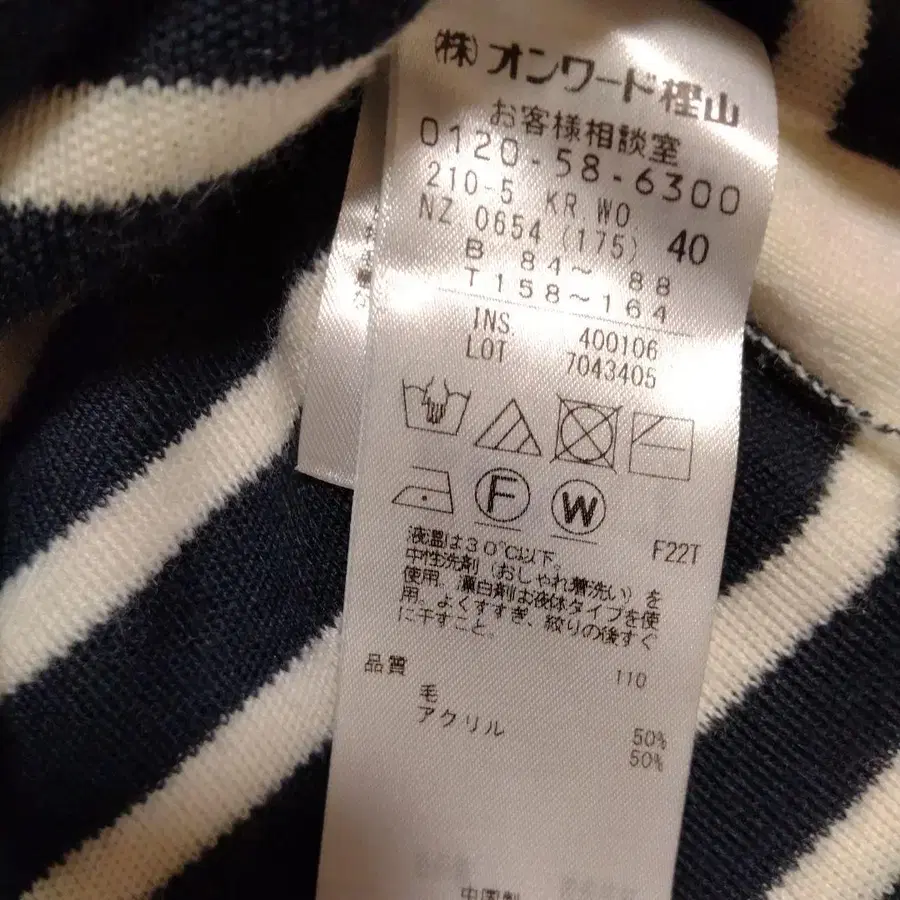 (株)オンワード樫山
お客様相談室
0120-58-6300
210-5 KR.WO
NZ.0654 (175) 40
B 84～ 88
T158～164
INS. 400106
LOT 7043405
F
W
F22T
液温は30℃以下。
中性洗剤（おしゃれ着洗い）を
使用。漂白剤は液体タイプを使
用。よくすすぎ、絞りの後すぐ
に干すこと。
品質 110
毛 50%
アクリル 50%
中国製